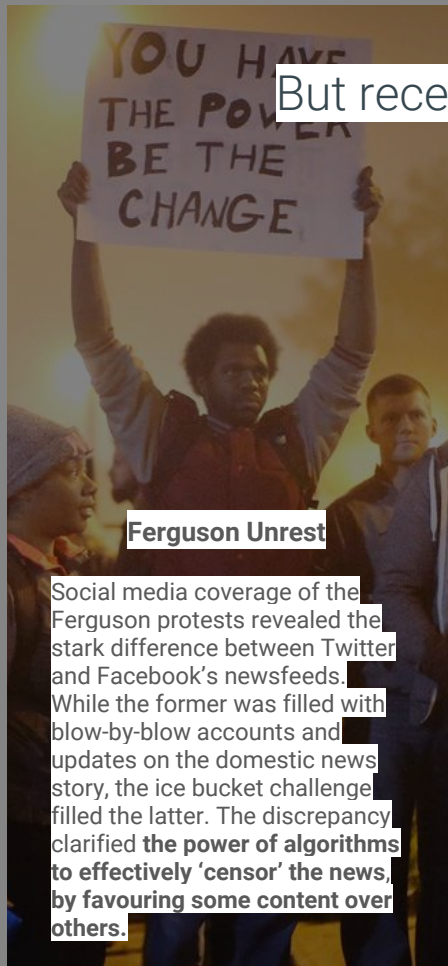 YOU HAVE
But rece
THE POWER
BE THE
CHANGE
Ferguson Unrest
Social media coverage of the
Ferguson protests revealed the
stark difference between Twitter
and Facebook’s newsfeeds.
While the former was filled with
blow-by-blow accounts and
updates on the domestic news
story, the ice bucket challenge
filled the latter. The discrepancy
clarified the power of algorithms
to effectively ‘censor’ the news,
by favouring some content over
others.